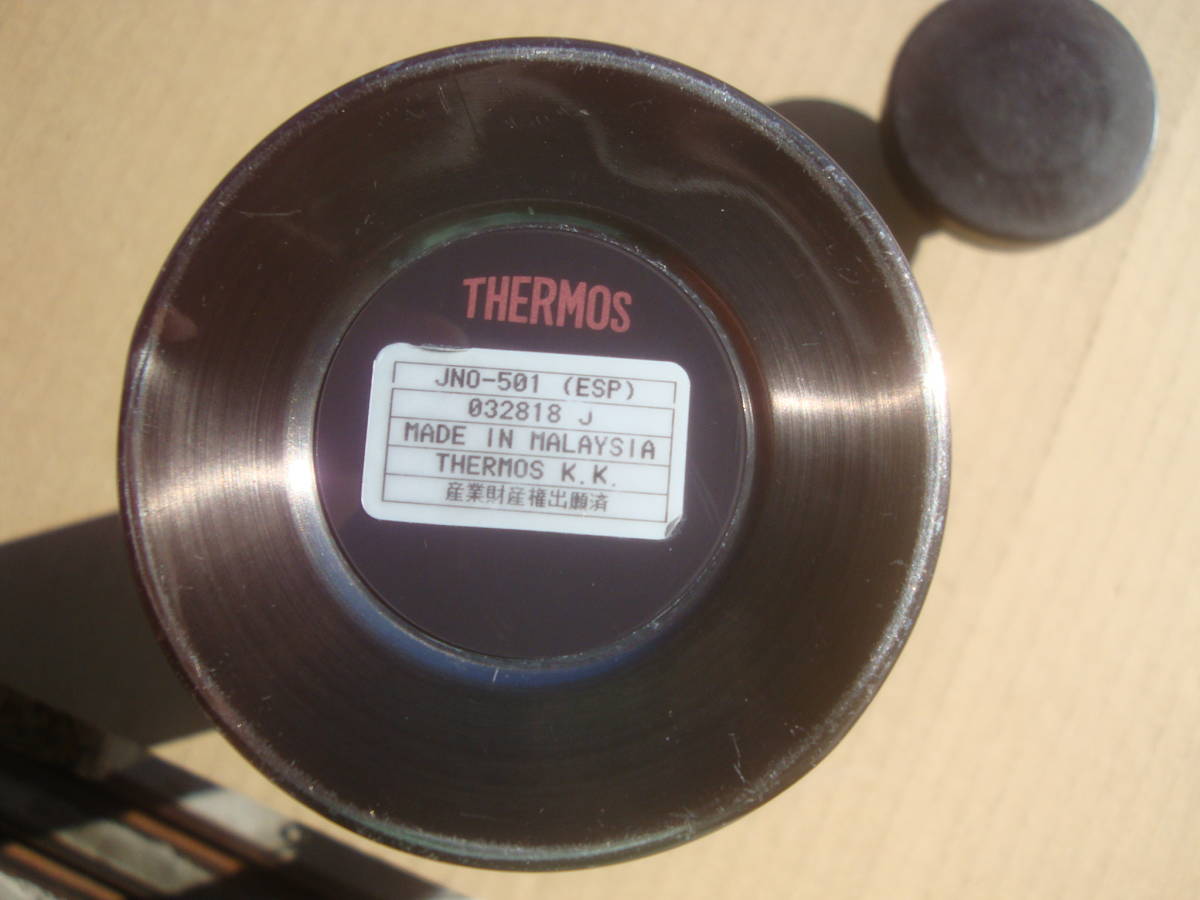 THERMOS
JNO-501 (ESP)
032818 J
MADE IN MALAYSIA
THERMOS K.K.
産業財産権出願済